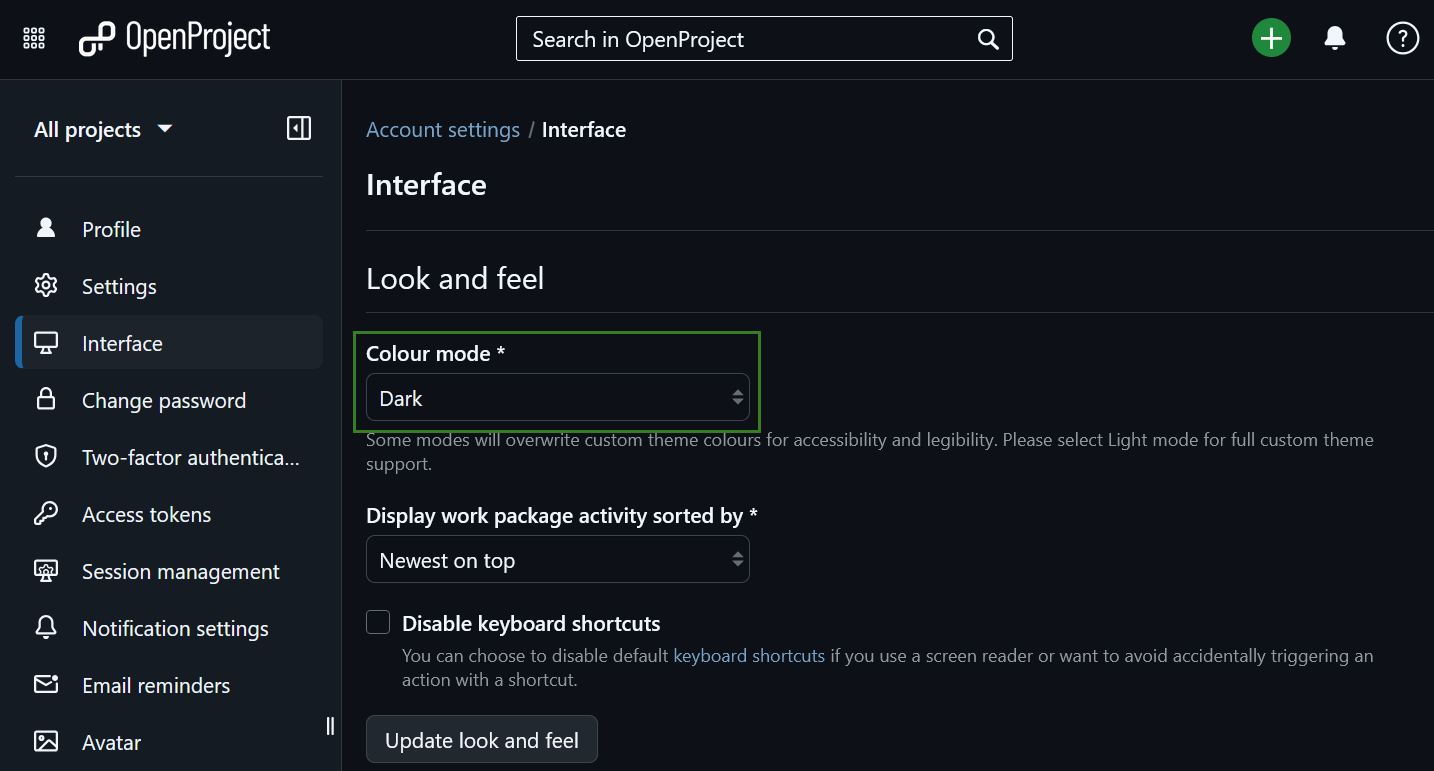 OpenProject
Search in OpenProject
?
All projects
Profile
Settings
Interface
Change password
Two-factor authentica...
Access tokens
Session management
Notification settings
Email reminders
Avatar
Account settings / Interface
Interface
Look and feel
Colour mode *
Dark
Some modes will overwrite custom theme colours for accessibility and legibility. Please select Light mode for full custom theme
support.
Display work package activity sorted by *
Newest on top
Disable keyboard shortcuts
You can choose to disable default keyboard shortcuts if you use a screen reader or want to avoid accidentally triggering an
action with a shortcut.
Update look and feel